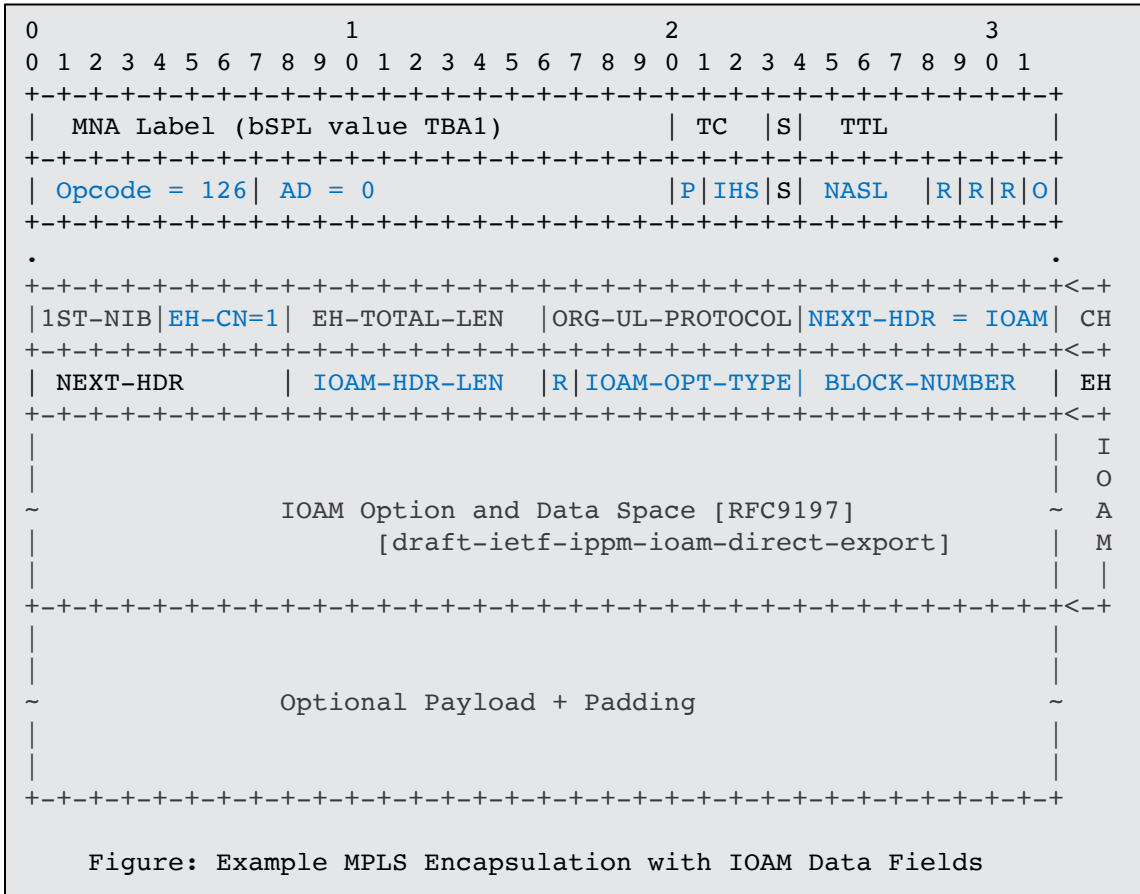 0                   1                   2                   3
0 1 2 3 4 5 6 7 8 9 0 1 2 3 4 5 6 7 8 9 0 1 2 3 4 5 6 7 8 9 0 1
+-+-+-+-+-+-+-+-+-+-+-+-+-+-+-+-+-+-+-+-+-+-+-+-+-+-+-+-+-+-+-+-+
|  MNA Label (bSPL value TBA1)          | TC  |S|  TTL          |
+-+-+-+-+-+-+-+-+-+-+-+-+-+-+-+-+-+-+-+-+-+-+-+-+-+-+-+-+-+-+-+-+
| Opcode = 126| AD = 0                  |P|IHS|S| NASL  |R|R|R|O|
+-+-+-+-+-+-+-+-+-+-+-+-+-+-+-+-+-+-+-+-+-+-+-+-+-+-+-+-+-+-+-+-+
.                                                               .
+-+-+-+-+-+-+-+-+-+-+-+-+-+-+-+-+-+-+-+-+-+-+-+-+-+-+-+-+-+-+-+-+<-+
|1ST-NIB|EH-CN=1| EH-TOTAL-LEN  |ORG-UL-PROTOCOL|NEXT-HDR = IOAM| CH
+-+-+-+-+-+-+-+-+-+-+-+-+-+-+-+-+-+-+-+-+-+-+-+-+-+-+-+-+-+-+-+-+<-+
| NEXT-HDR      | IOAM-HDR-LEN  |R|IOAM-OPT-TYPE| BLOCK-NUMBER  | EH
+-+-+-+-+-+-+-+-+-+-+-+-+-+-+-+-+-+-+-+-+-+-+-+-+-+-+-+-+-+-+-+-+<-+
|                                                               |  I
|                                                               |  O
~               IOAM Option and Data Space [RFC9197]            ~  A
|                     [draft-ietf-ippm-ioam-direct-export]      |  M
|                                                               |  |
+-+-+-+-+-+-+-+-+-+-+-+-+-+-+-+-+-+-+-+-+-+-+-+-+-+-+-+-+-+-+-+-+<-+
|                                                               |
|                                                               |
~               Optional Payload + Padding                      ~
|                                                               |
|                                                               |
+-+-+-+-+-+-+-+-+-+-+-+-+-+-+-+-+-+-+-+-+-+-+-+-+-+-+-+-+-+-+-+-+
Figure: Example MPLS Encapsulation with IOAM Data Fields